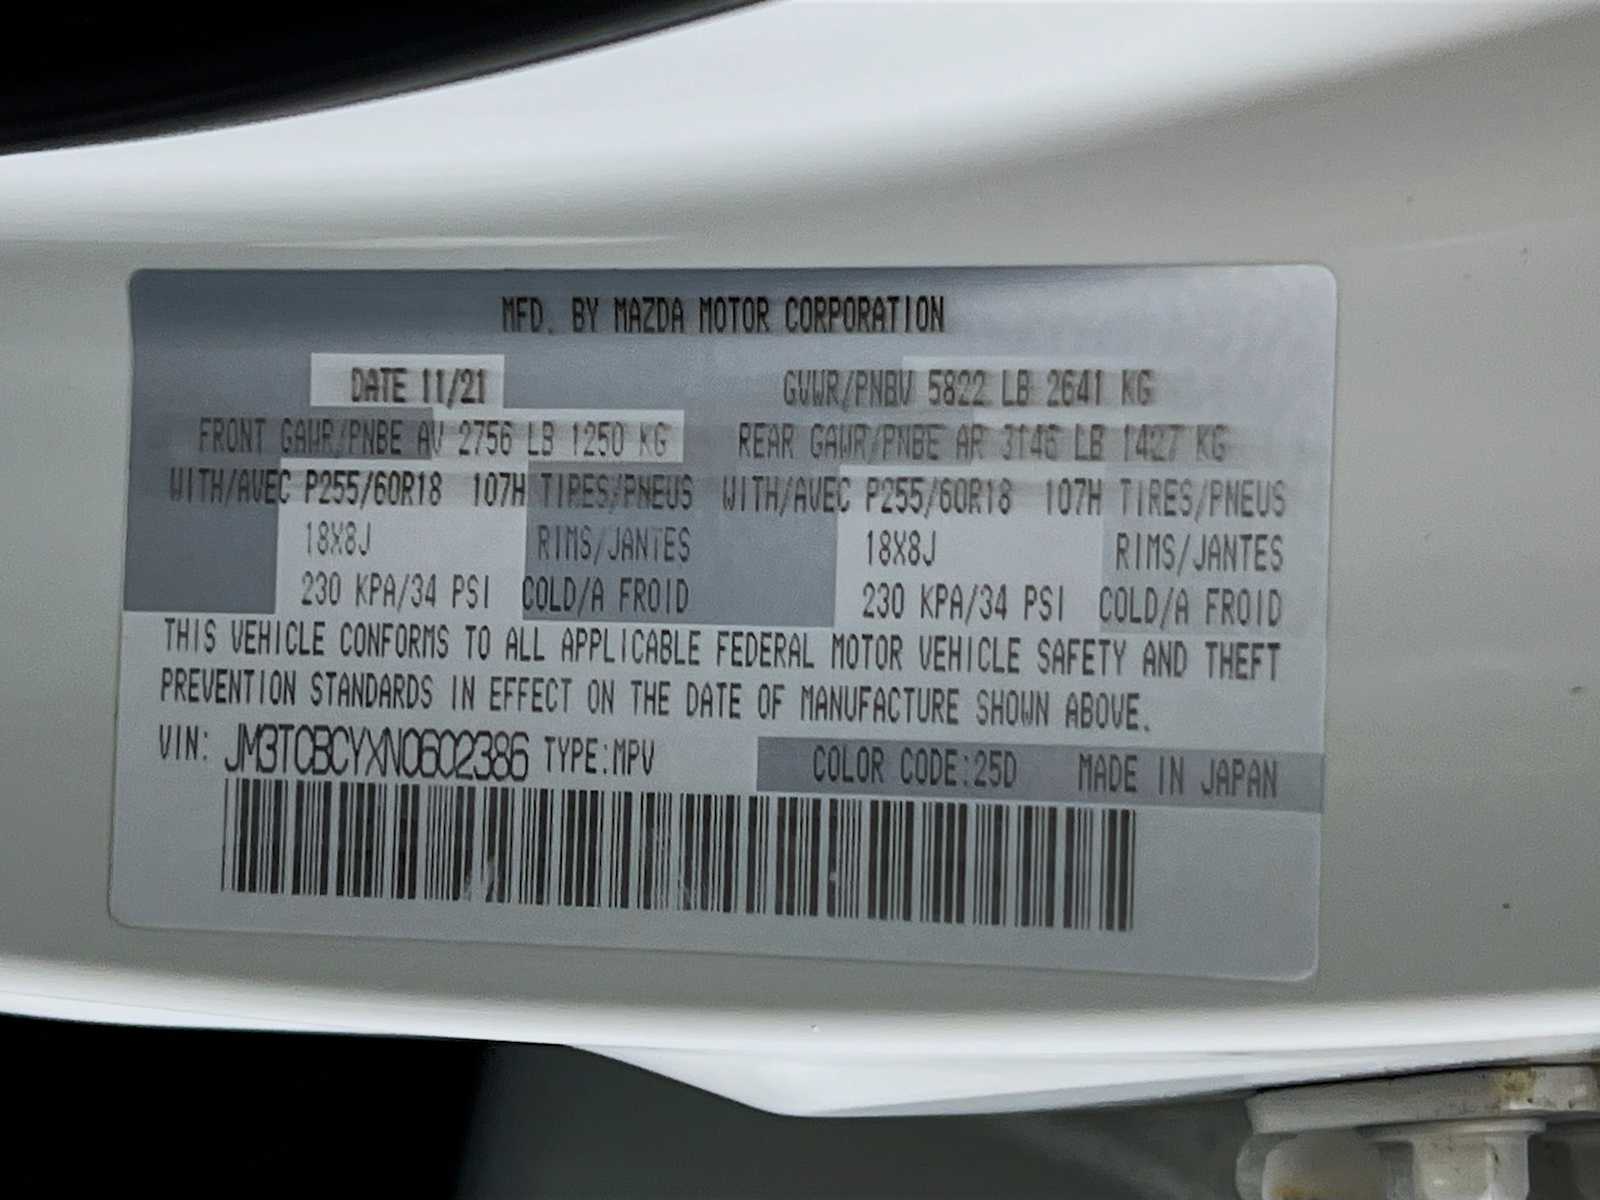 MFD. BY MAZDA MOTOR CORPORATION
DATE 11/21 GVWR/PNBV 5822 LB 2641 KG
FRONT GAWR/PNBE AV 2756 LB 1250 KG REAR GAWR/PNBE AR 3146 LB 1427 KG
WITH/AVEC P255/60R18 107H TIRES/PNEUS WITH/AVEC P255/60R18 107H TIRES/PNEUS
18X8J RIMS/JANTES 18X8J RIMS/JANTES
230 KPA/34 PSI COLD/A FROID 230 KPA/34 PSI COLD/A FROID
THIS VEHICLE CONFORMS TO ALL APPLICABLE FEDERAL MOTOR VEHICLE SAFETY AND THEFT
PREVENTION STANDARDS IN EFFECT ON THE DATE OF MANUFACTURE SHOWN ABOVE.
VIN: JM3TCBCYXN0602386 TYPE:MPV COLOR CODE:25D MADE IN JAPAN